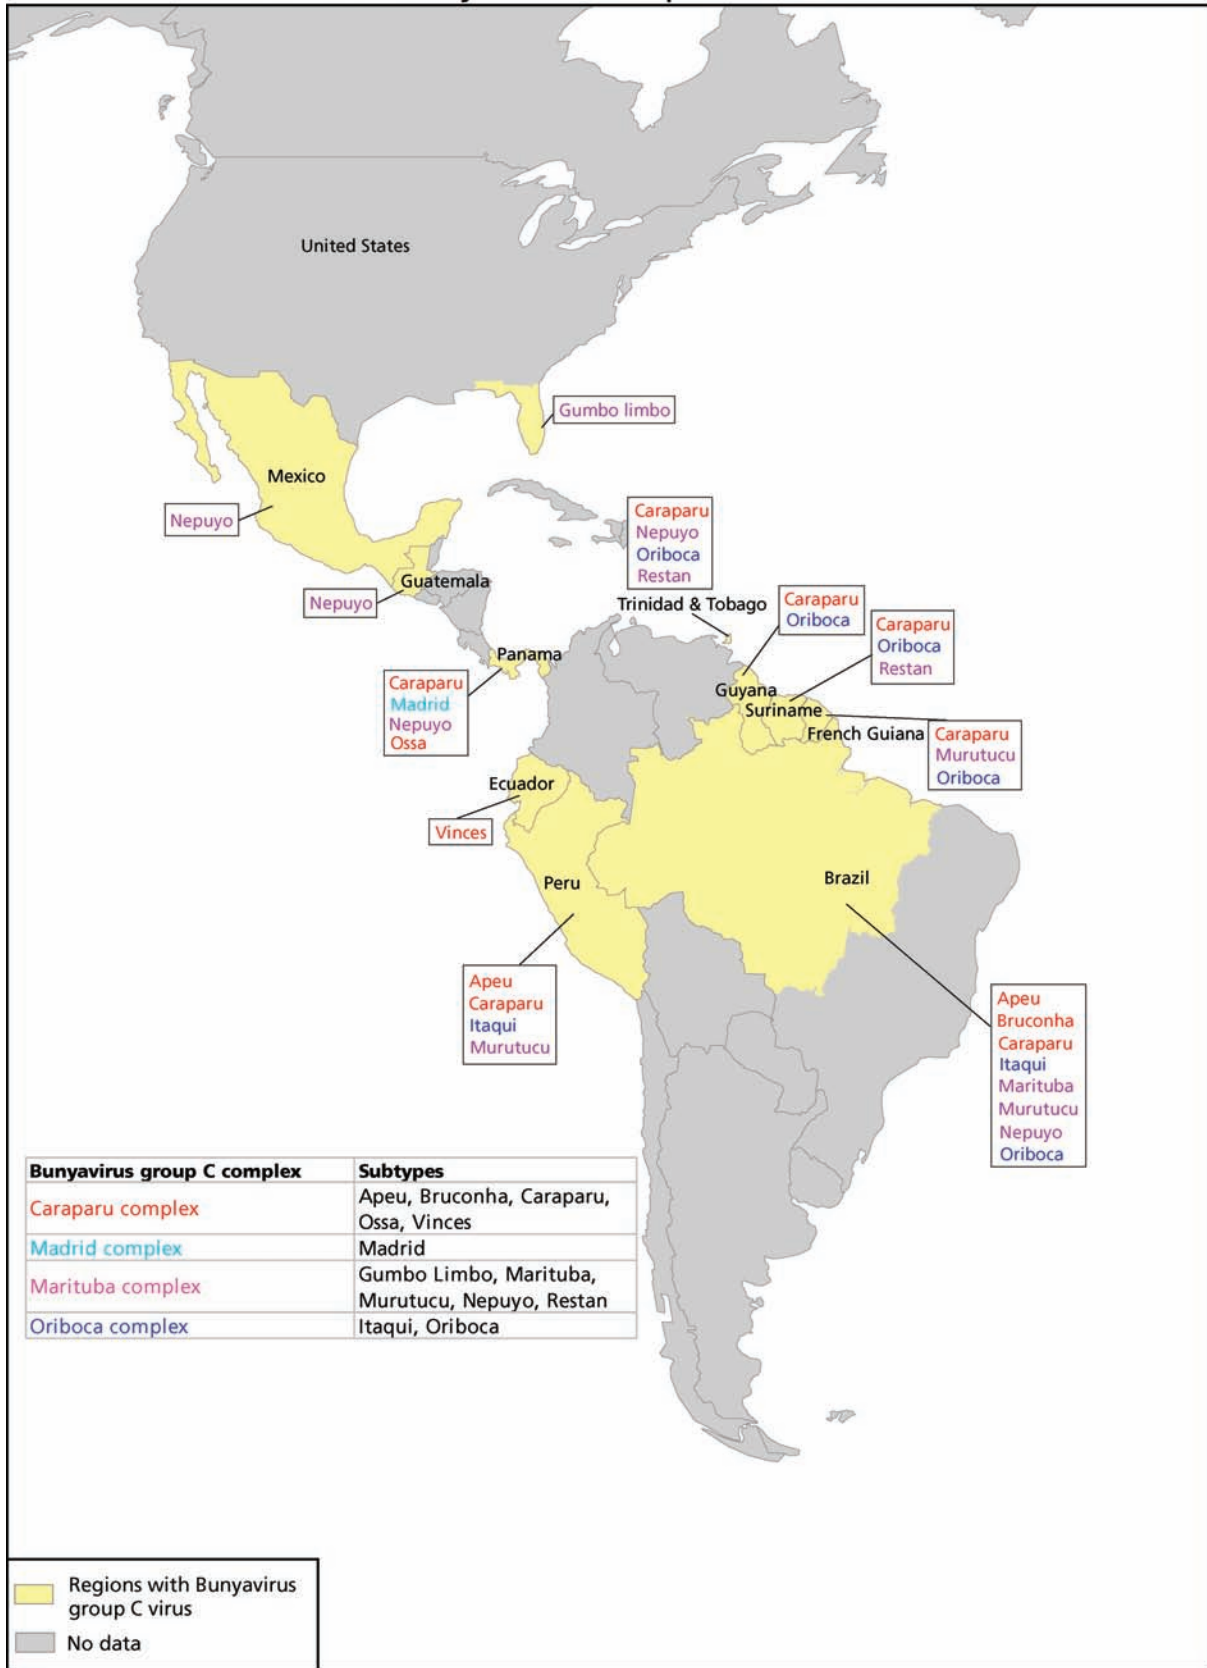 United States
Gumbo limbo
Mexico
Nepuyo
Guatemala
Nepuyo
Caraparu
Nepuyo
Oriboca
Restan
Trinidad & Tobago
Caraparu
Oriboca
Caraparu
Oriboca
Restan
Panama
Caraparu
Madrid
Nepuyo
Ossa
Guyana
Suriname
French Guiana
Caraparu
Murutucu
Oriboca
Ecuador
Vinces
Peru
Brazil
Apeu
Caraparu
Itaqui
Murutucu
Apeu
Bruconha
Caraparu
Itaqui
Marituba
Murutucu
Nepuyo
Oriboca
Bunyavirus group C complex Subtypes
Caraparu complex Apeu, Bruconha, Caraparu,
Ossa, Vinces
Madrid complex Madrid
Marituba complex Gumbo Limbo, Marituba,
Murutucu, Nepuyo, Restan
Oriboca complex Itaqui, Oriboca
Regions with Bunyavirus
group C virus
No data